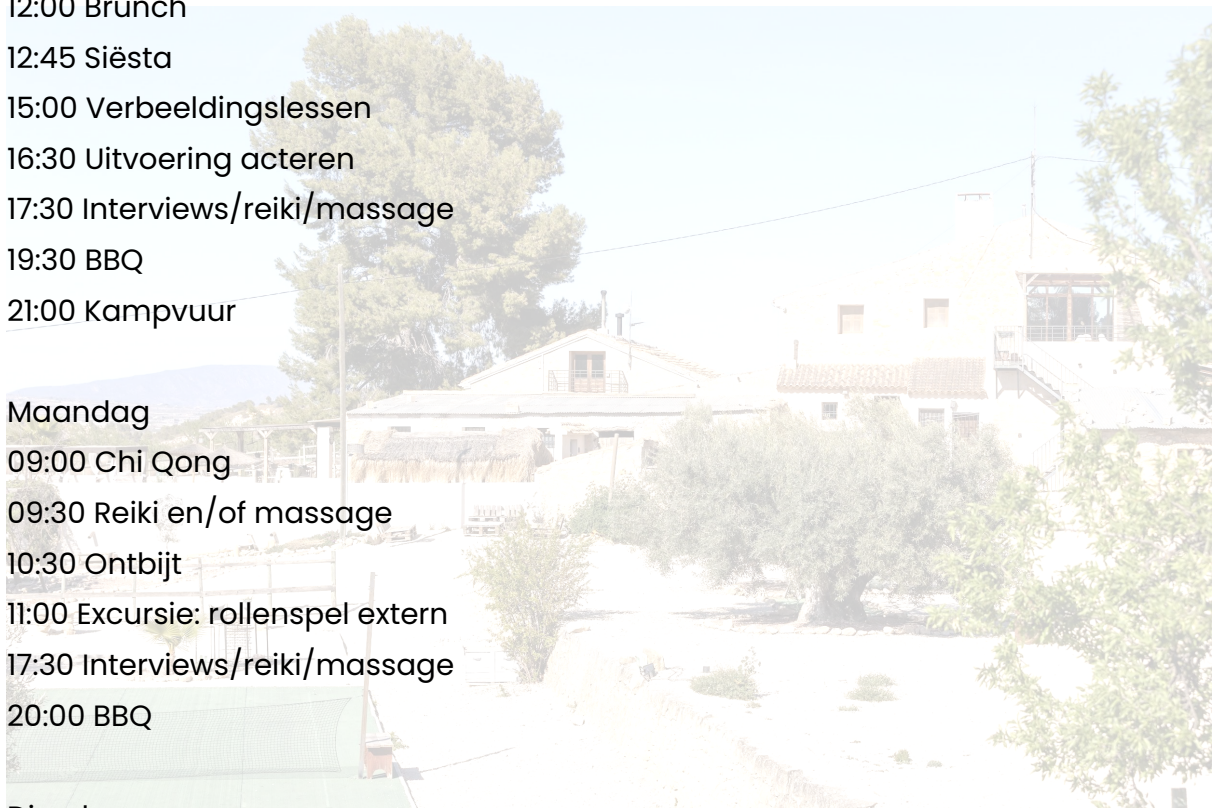 12:00 Brunch
12:45 Siësta
15:00 Verbeeldingslessen
16:30 Uitvoering acteren
17:30 Interviews/reiki/massage
19:30 BBQ
21:00 Kampvuur
Maandag
09:00 Chi Qong
09:30 Reiki en/of massage
10:30 Ontbijt
11:00 Excursie: rollenspel extern
17:30 Interviews/reiki/massage
20:00 BBQ